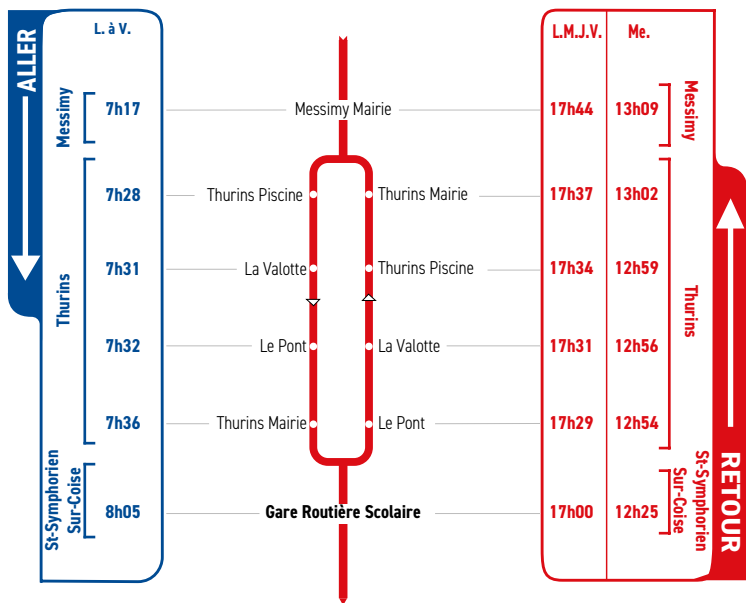 ALLER
L. à V.
L.M.J.V. Me.
Messimy 7h17 Messimy Mairie 17h44 13h09 Messimy
Thurins
7h28 Thurins Piscine Thurins Mairie 17h37 13h02
7h31 La Valotte Thurins Piscine 17h34 12h59
7h32 Le Pont La Valotte 17h31 12h56
7h36 Thurins Mairie Le Pont 17h29 12h54
Thurins
St-Symphorien
Sur-Coise
8h05 Gare Routière Scolaire 17h00 12h25
St-Symphorien
Sur-Coise
RETOUR